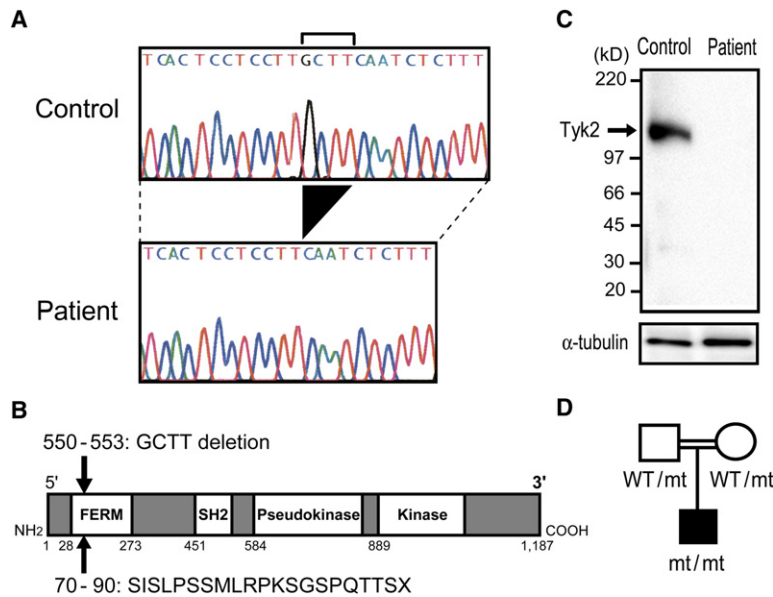 A
TCACTCCTCCTTGCTTCAATCTCTTT
Control
TCACTCCTCCTTCAATCTCTTT
Patient
B
550-553: GCTT deletion
5'
3'
NH2
FERM
SH2
Pseudokinase
Kinase
COOH
1
28
273
451
584
889
1,187
70-90: SISLPSSMLRPKSGSPQTTSX
C
(kD)
Control
Patient
220
Tyk2
97
66
45
30
20
α-tubulin
D
WT/mt
WT/mt
mt/mt